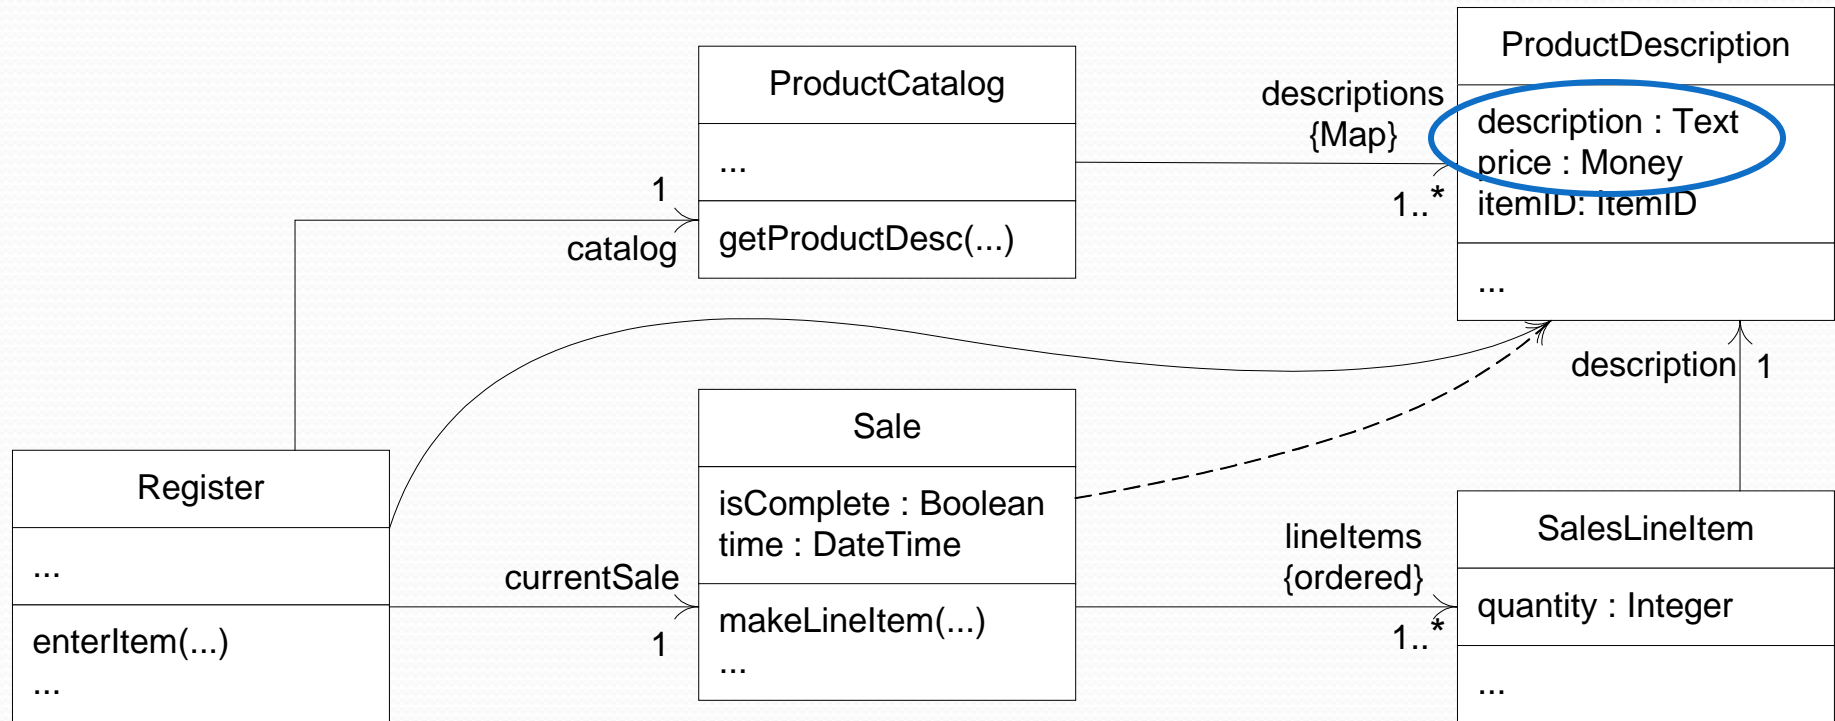 ProductDescription
description : Text
price : Money
itemID: ItemID
...
ProductCatalog
...
getProductDesc(...)
descriptions
{Map}
1..*
1
catalog
description
1
Sale
isComplete : Boolean
time : DateTime
makeLineItem(...)
...
Register
...
enterItem(...)
...
currentSale
1
lineItems
{ordered}
1..*
SalesLineItem
quantity : Integer
...